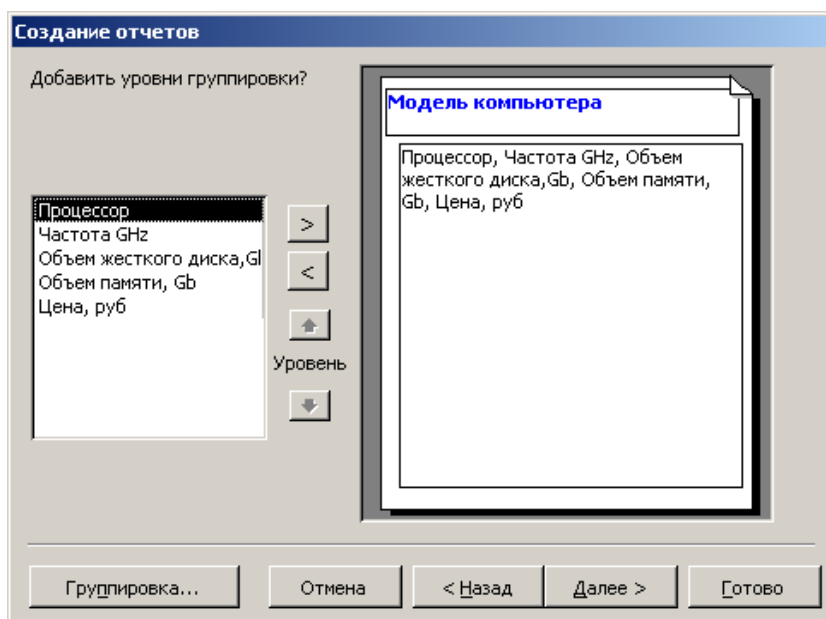 Создание отчетов
Добавить уровни группировки?
Модель компьютера
Процессор, Частота GHz, Объем
жесткого диска,Gb, Объем памяти,
Gb, Цена, руб
Процессор
Частота GHz
Объем жесткого диска,Gl
Объем памяти, Gb
Цена, руб
>
<
Уровень
Группировка...
Отмена
< Назад
Далее >
Готово